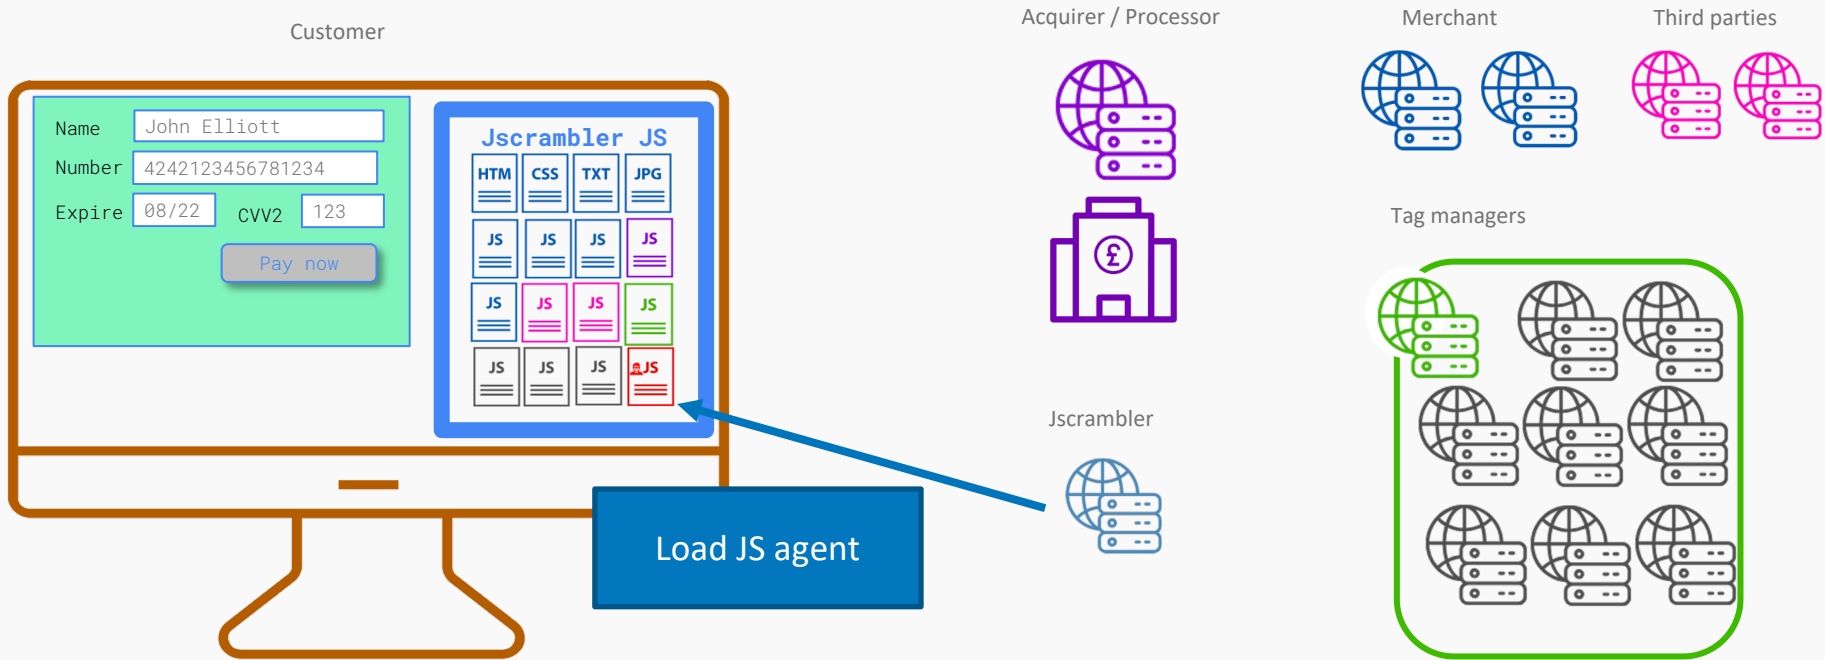 Customer
Acquirer / Processor
Merchant
Third parties
Name
John Elliott
Number
4242123456781234
Expire
08/22
CVV2
123
Pay now
Jscrambler JS
HTM CSS TXT JPG
JS JS JS JS
JS JS JS JS
JS JS JS JS
£
Tag managers
Jscrambler
Load JS agent